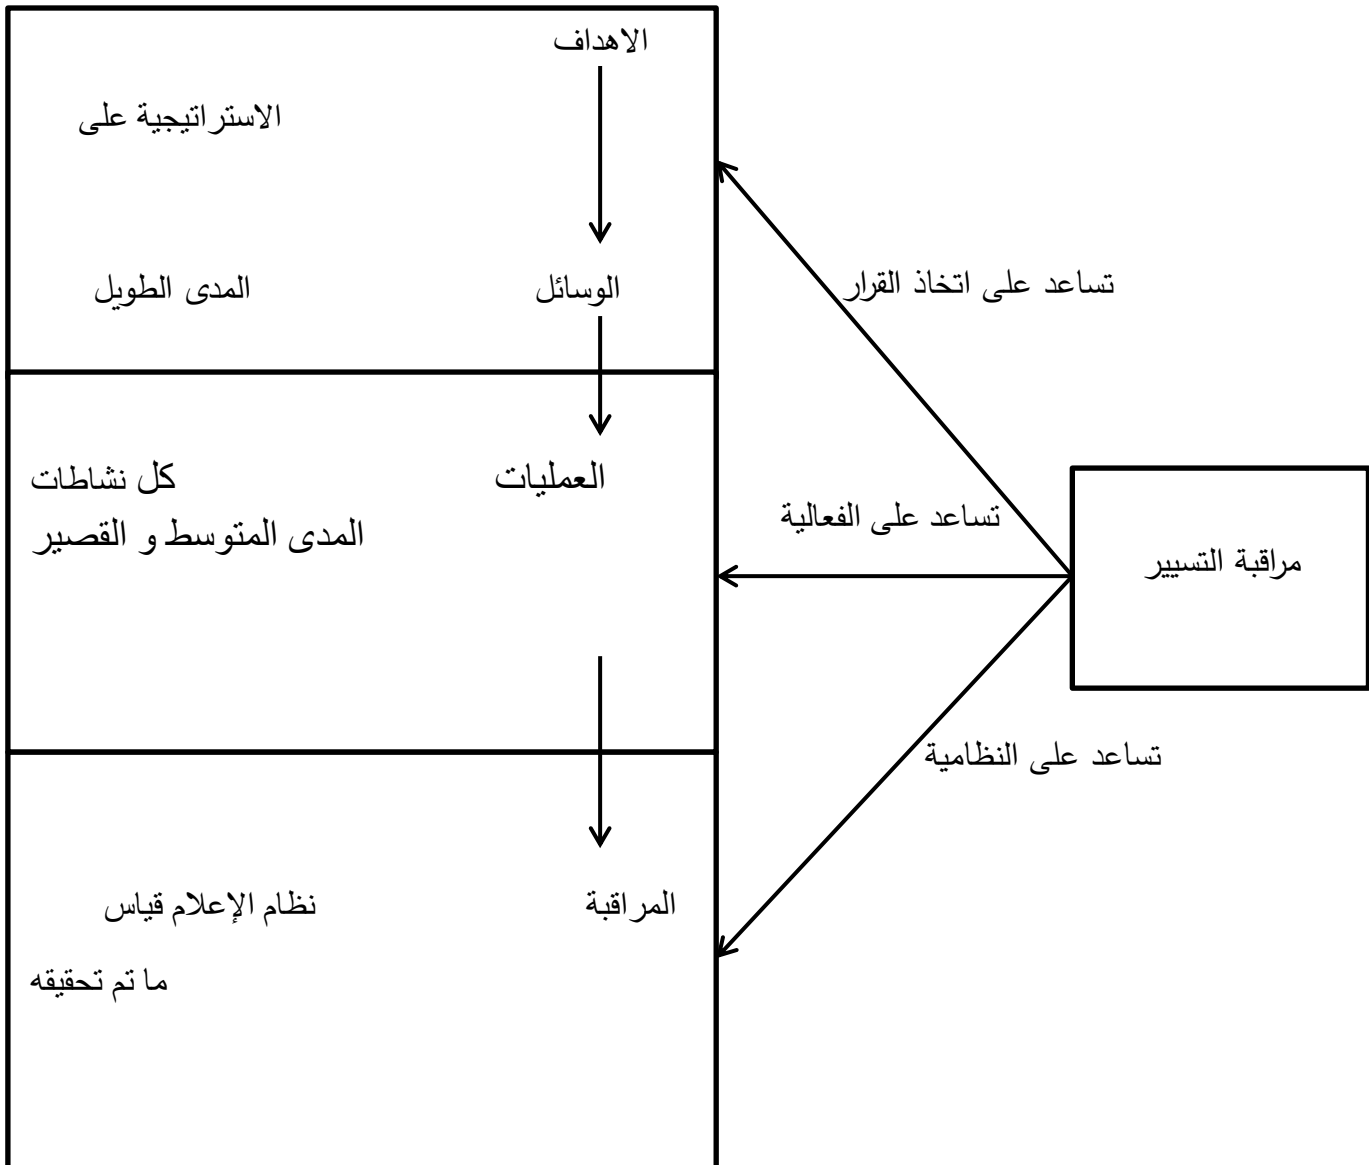 الاهداف
الاستراتيجية على
الوسائل
المدى الطويل
تساعد على اتخاذ القرار
العمليات
كل نشاطات
المدى المتوسط و القصير
تساعد على الفعالية
مراقبة التسيير
تساعد على النظامية
المراقبة
نظام الإعلام قياس
ما تم تحقيقه